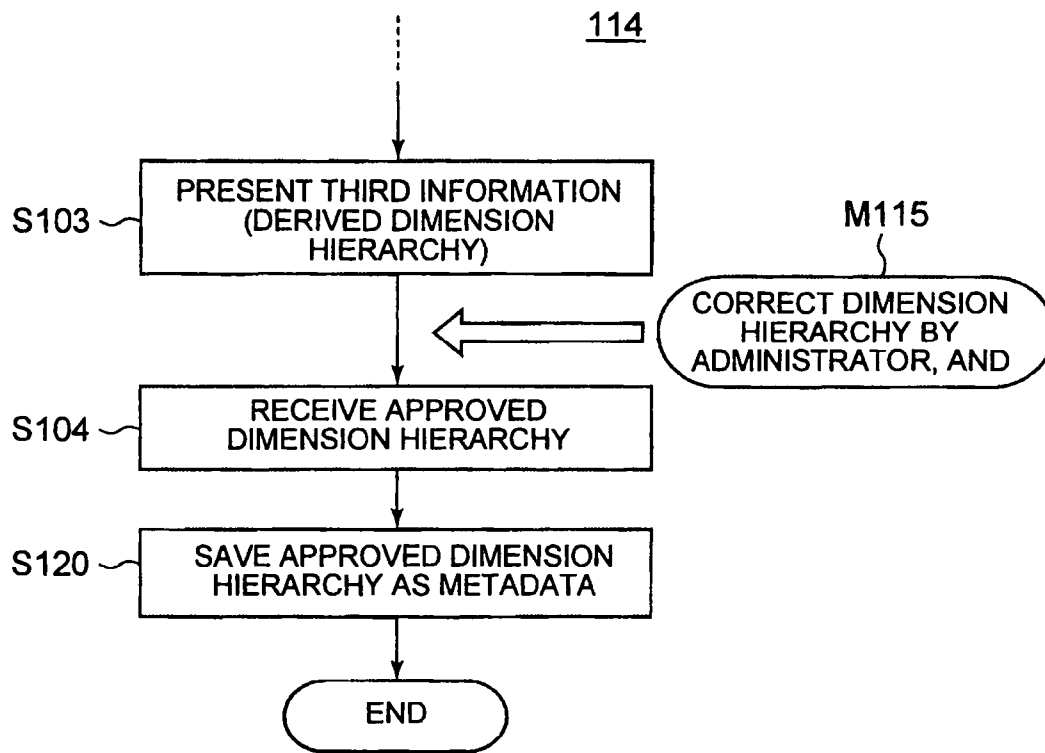 114
PRESENT THIRD INFORMATION
(DERIVED DIMENSION
HIERARCHY)
S103
M115
CORRECT DIMENSION
HIERARCHY BY
ADMINISTRATOR, AND
S104
RECEIVE APPROVED
DIMENSION HIERARCHY
S120
SAVE APPROVED DIMENSION
HIERARCHY AS METADATA
END